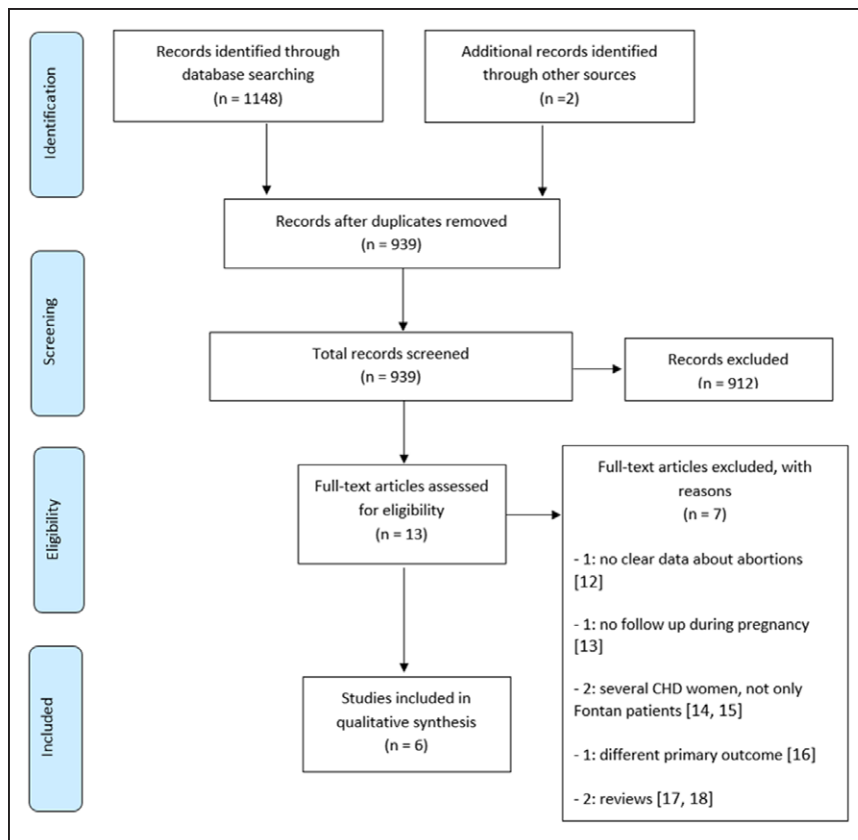 Identification
Records identified through
database searching
(n = 1148)
Additional records identified
through other sources
(n =2)
Records after duplicates removed
(n = 939)
Screening
Total records screened
(n = 939)
Records excluded
(n = 912)
Eligibility
Full-text articles assessed
for eligibility
(n = 13)
Full-text articles excluded, with
reasons
(n = 7)
- 1: no clear data about abortions
[12]
- 1: no follow up during pregnancy
[13]
- 2: several CHD women, not only
Fontan patients [14, 15]
- 1: different primary outcome [16]
- 2: reviews [17, 18]
Included
Studies included in
qualitative synthesis
(n = 6)